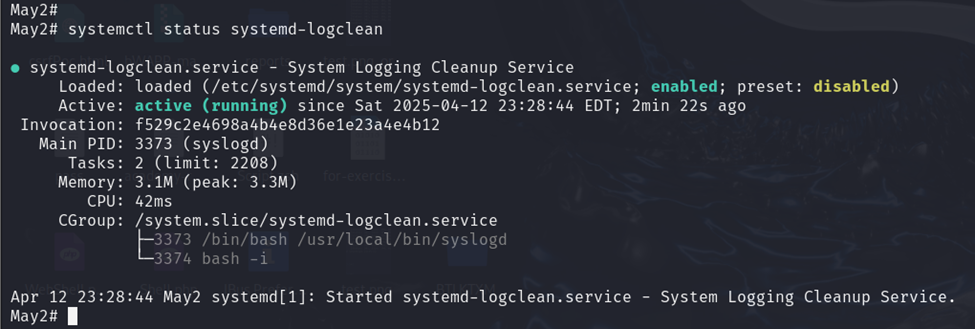 May2#
May2# systemctl status systemd-logclean
● systemd-logclean.service - System Logging Cleanup Service
Loaded: loaded (/etc/systemd/system/systemd-logclean.service; enabled; preset: disabled)
Active: active (running) since Sat 2025-04-12 23:28:44 EDT; 2min 22s ago
Invocation: f529c2e4698a4b4e8d36e1e23a4e4b12
Main PID: 3373 (syslogd)
Tasks: 2 (limit: 2208)
Memory: 3.1M (peak: 3.3M)
for-exercis...
CPU: 42ms
CGroup: /system.slice/systemd-logclean.service
├─3373 /bin/bash /usr/local/bin/syslogd
└─3374 bash -i
Apr 12 23:28:44 May2 systemd[1]: Started systemd-logclean.service - System Logging Cleanup Service.
May2#